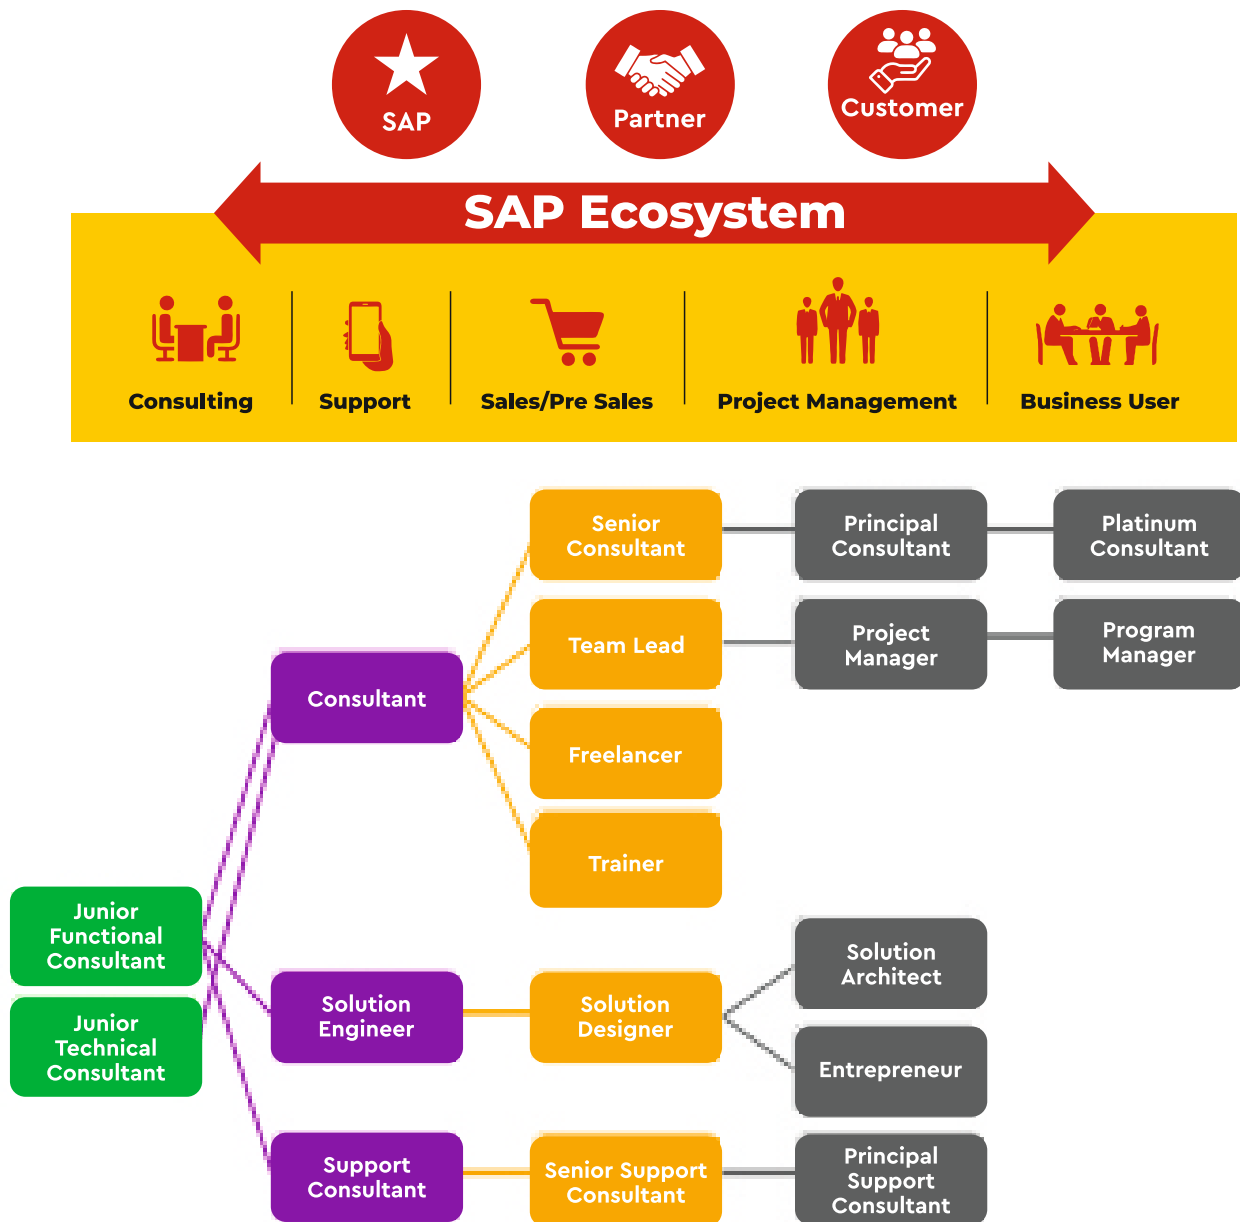 SAP
Partner
Customer
SAP Ecosystem
Consulting
Support
Sales/Pre Sales
Project Management
Business User
Senior
Consultant
Principal
Consultant
Platinum
Consultant
Team Lead
Project
Manager
Program
Manager
Consultant
Freelancer
Trainer
Junior
Functional
Consultant
Junior
Technical
Consultant
Solution
Engineer
Solution
Designer
Solution
Architect
Entrepreneur
Support
Consultant
Senior Support
Consultant
Principal
Support
Consultant